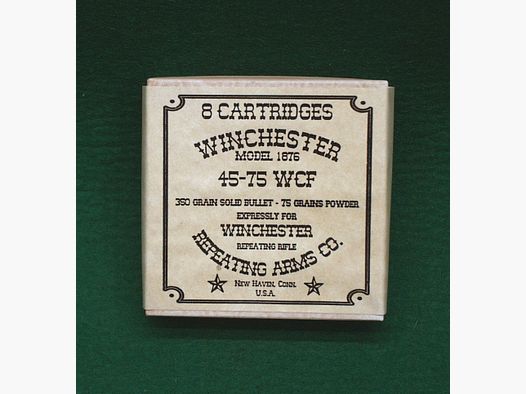 8 CARTRIDGES
WINCHESTER
MODEL 1876
45-75 WCF
350 GRAIN SOLID BULLET - 75 GRAINS POWDER
EXPRESSLY FOR
WINCHESTER
REPEATING RIFLE
REPEATING ARMS CO.
NEW HAVEN, CONN.
U.S.A.